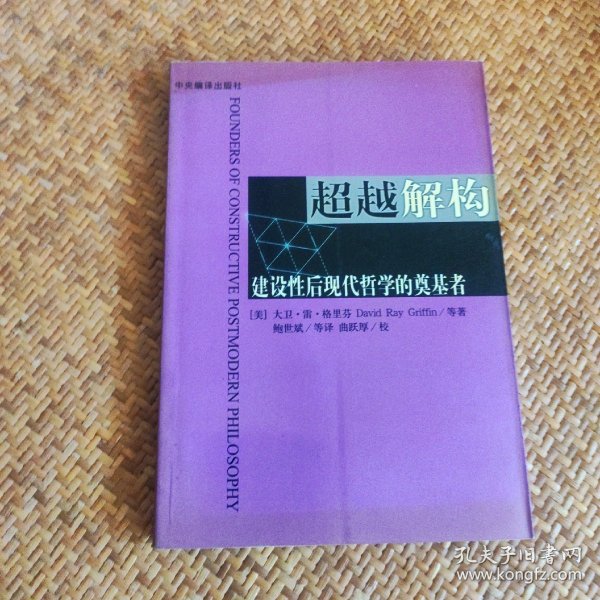 中央编译出版社
FOUNDERS OF CONSTRUCTIVE POSTMODERN PHILOSOPHY
超越解构
建设性后现代哲学的奠基者
[美] 大卫·雷·格里芬 David Ray Griffin/等著
鲍世斌/等译 曲跃厚/校
孔夫子旧书网
www.kongfz.com